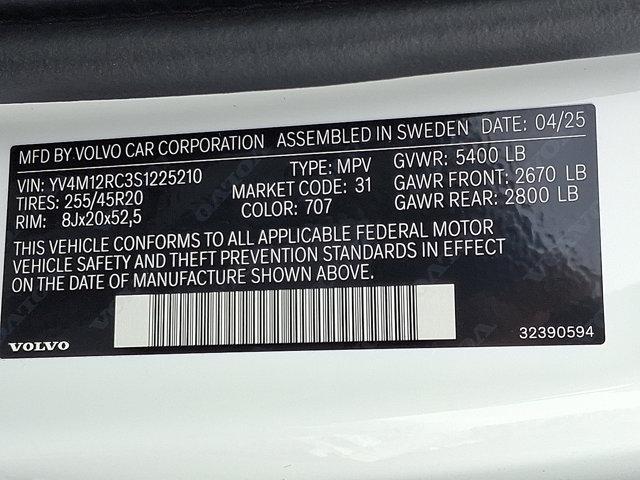 MFD BY VOLVO CAR CORPORATION ASSEMBLED IN SWEDEN DATE: 04/25
VIN: YV4M12RC3S1225210 TYPE: MPV GVWR: 5400 LB
TIRES: 255/45R20 MARKET CODE: 31 GAWR FRONT: 2670 LB
RIM: 8Jx20x52,5 COLOR: 707 GAWR REAR: 2800 LB
THIS VEHICLE CONFORMS TO ALL APPLICABLE FEDERAL MOTOR
VEHICLE SAFETY AND THEFT PREVENTION STANDARDS IN EFFECT
ON THE DATE OF MANUFACTURE SHOWN ABOVE.
VOLVO 32390594